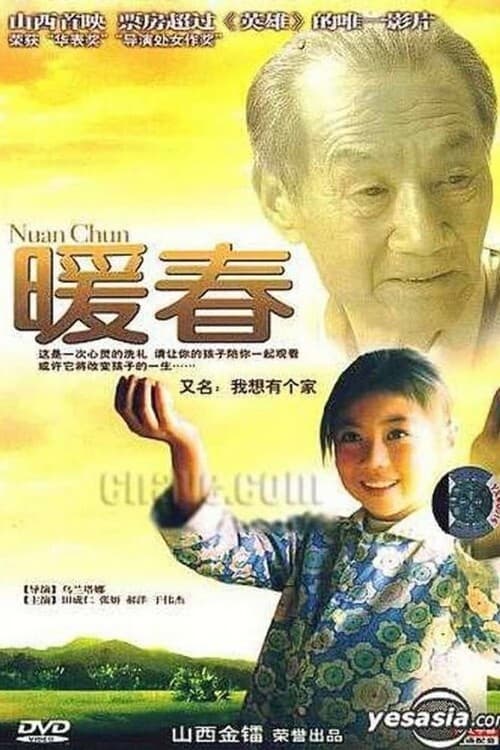 山西首映 票房超过《英雄》的唯一影片
荣获“华表奖”“导演处女作奖”
Nuan Chun
暖春
这是一次心灵的洗礼 请让你的孩子陪你一起观看
或许它将改变孩子的一生……
又名：我想有个家
cnave.com
【导演】乌兰塔娜
【主演】田成仁 张妍 郝洋 于伟杰
DVD
VIDEO
山西金镭 荣誉出品
yesasia.com